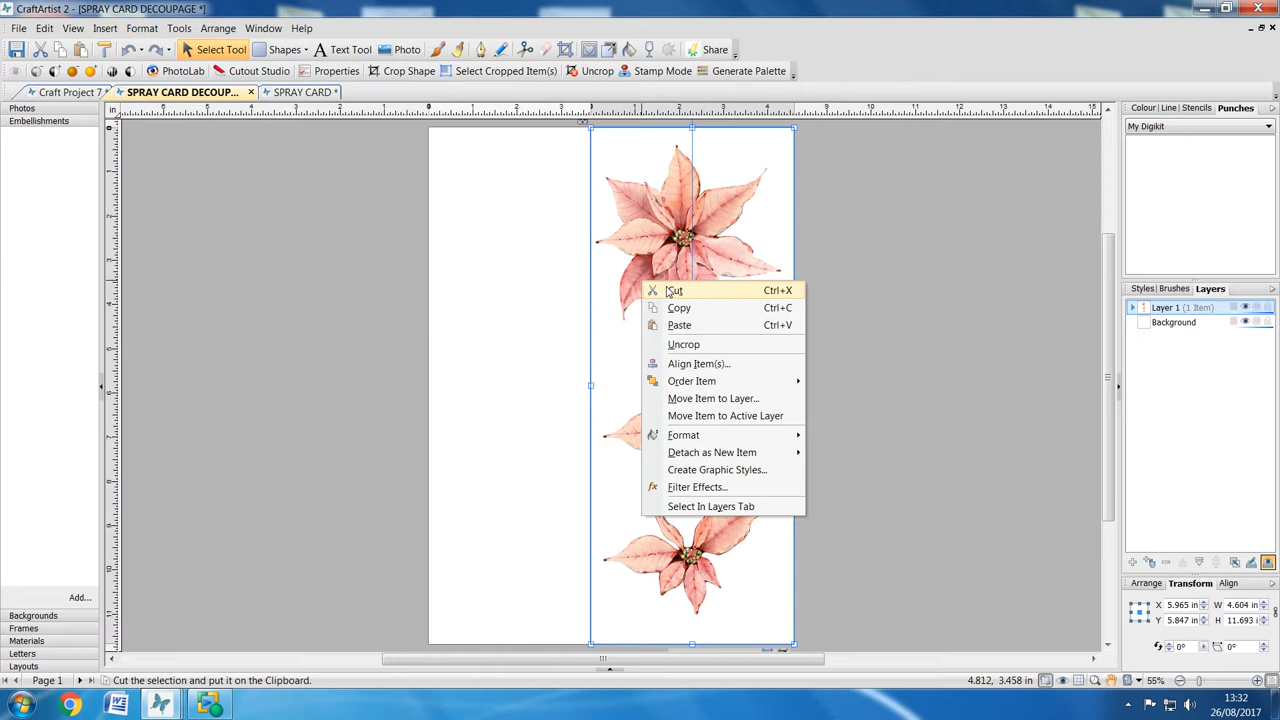 CraftArtist 2 - [SPRAY CARD DECOUPAGE *]
File Edit View Insert Format Tools Arrange Window Help
Select Tool Shapes Text Tool Photo Share
PhotoLab Cutout Studio Properties Crop Shape Select Cropped Item(s) Uncrop Stamp Mode Generate Palette
Craft Project 7 * SPRAY CARD DECOUP... × SPRAY CARD *
Photos
Embellishments
Add...
Backgrounds
Frames
Materials
Letters
Layouts
Cut Ctrl+X
Copy Ctrl+C
Paste Ctrl+V
Uncrop
Align Item(s)...
Order Item
Move Item to Layer...
Move Item to Active Layer
Format
Detach as New Item
Create Graphic Styles...
Filter Effects...
Select In Layers Tab
Colour Line Stencils Punches
My Digikit
Styles Brushes Layers
Layer 1 (1 Item)
Background
Arrange Transform Align
X 5.965 in W 4.604 in
Y 5.847 in H 11.693 i
0° 0°
Page 1 Cut the selection and put it on the Clipboard. 4.812, 3.458 in 55%
13:32
26/08/2017